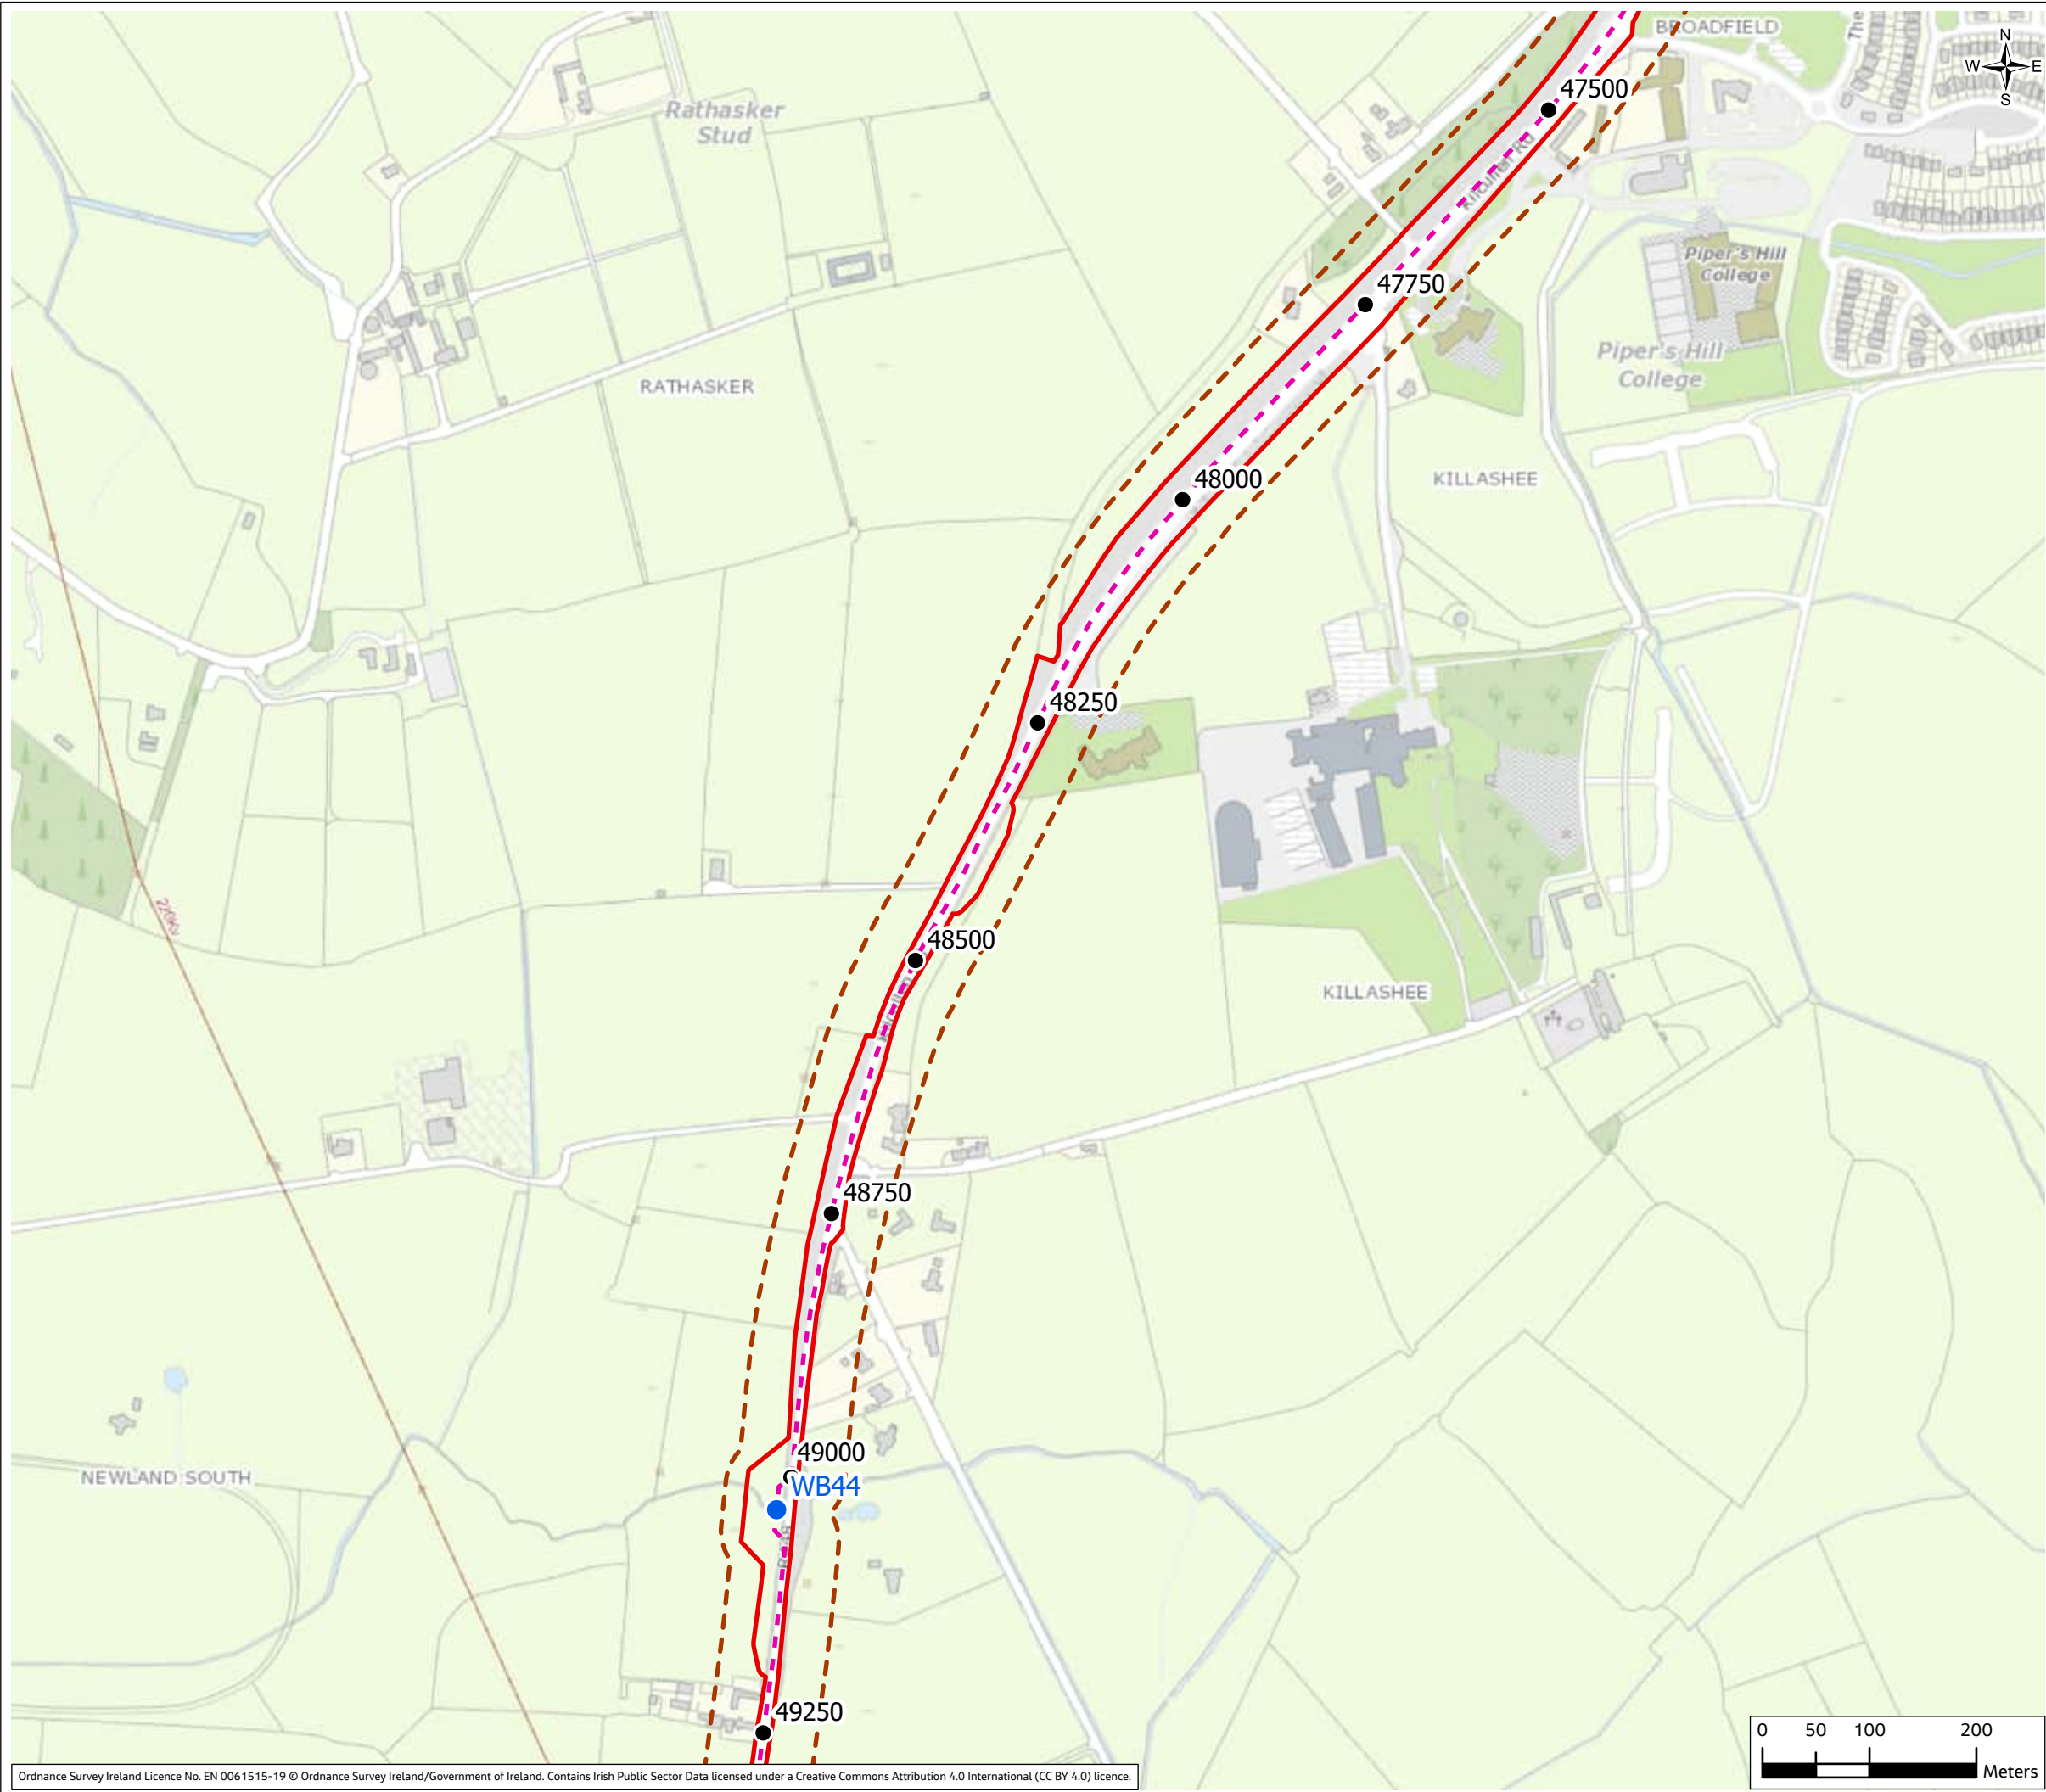 BROADFIELD
The
N
W E
S
47500
Rathasker
Stud
Kilcullen Rd
Piper's Hill
College
47750
Piper's Hill
College
RATHASKER
48000
KILLASHEE
48250
220Kv
48500
KILLASHEE
48750
49000
WB44
NEWLAND SOUTH
49250
0 50 100 200
Meters
Ordnance Survey Ireland Licence No. EN 0061515-19 © Ordnance Survey Ireland/Government of Ireland. Contains Irish Public Sector Data licensed under a Creative Commons Attribution 4.0 International (CC BY 4.0) licence.